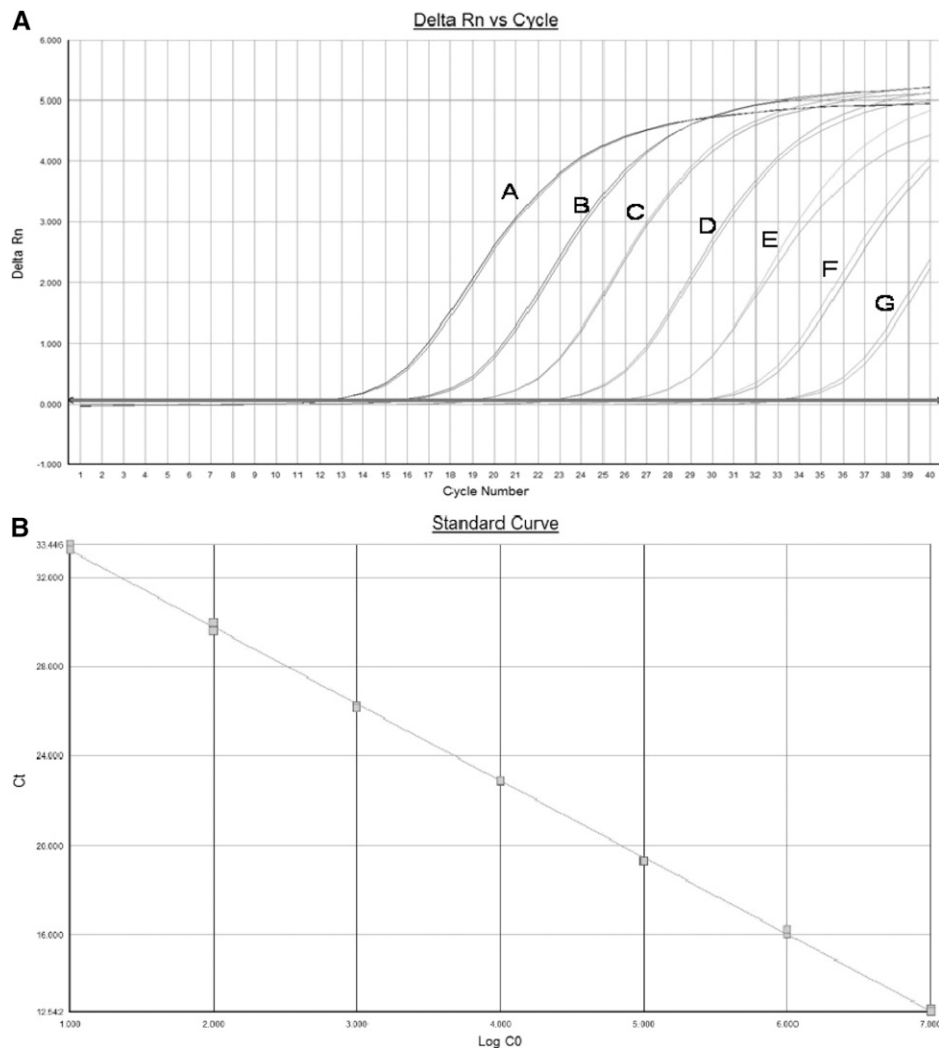 A
Delta Rn vs Cycle
6.000
5.000
4.000
3.000
2.000
1.000
0.000
-1.000
Delta Rn
A
B
C
D
E
F
G
1 2 3 4 5 6 7 8 9 10 11 12 13 14 15 16 17 18 19 20 21 22 23 24 25 26 27 28 29 30 31 32 33 34 35 36 37 38 39 40
Cycle Number
B
Standard Curve
33.446
32.000
28.000
24.000
20.000
16.000
12.542
Ct
1.000 2.000 3.000 4.000 5.000 6.000 7.000
Log C0